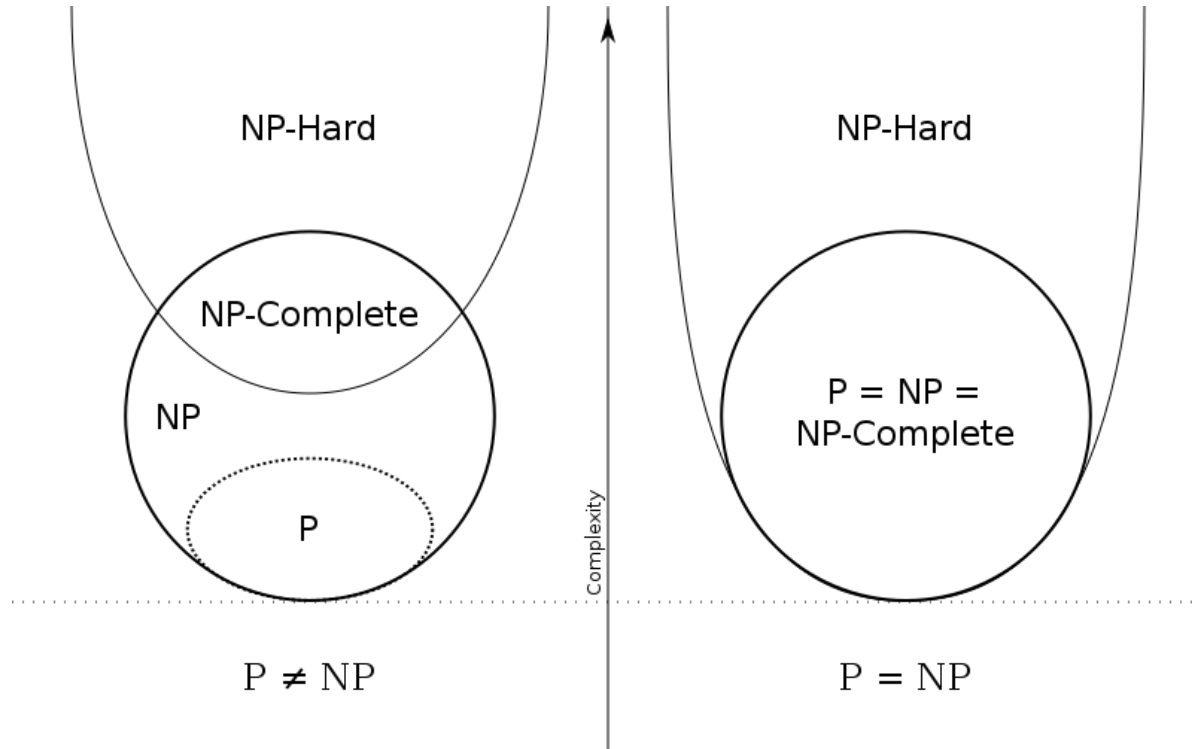 NP-Hard
NP-Complete
NP
P
P ≠ NP
Complexity
NP-Hard
P = NP =
NP-Complete
P = NP